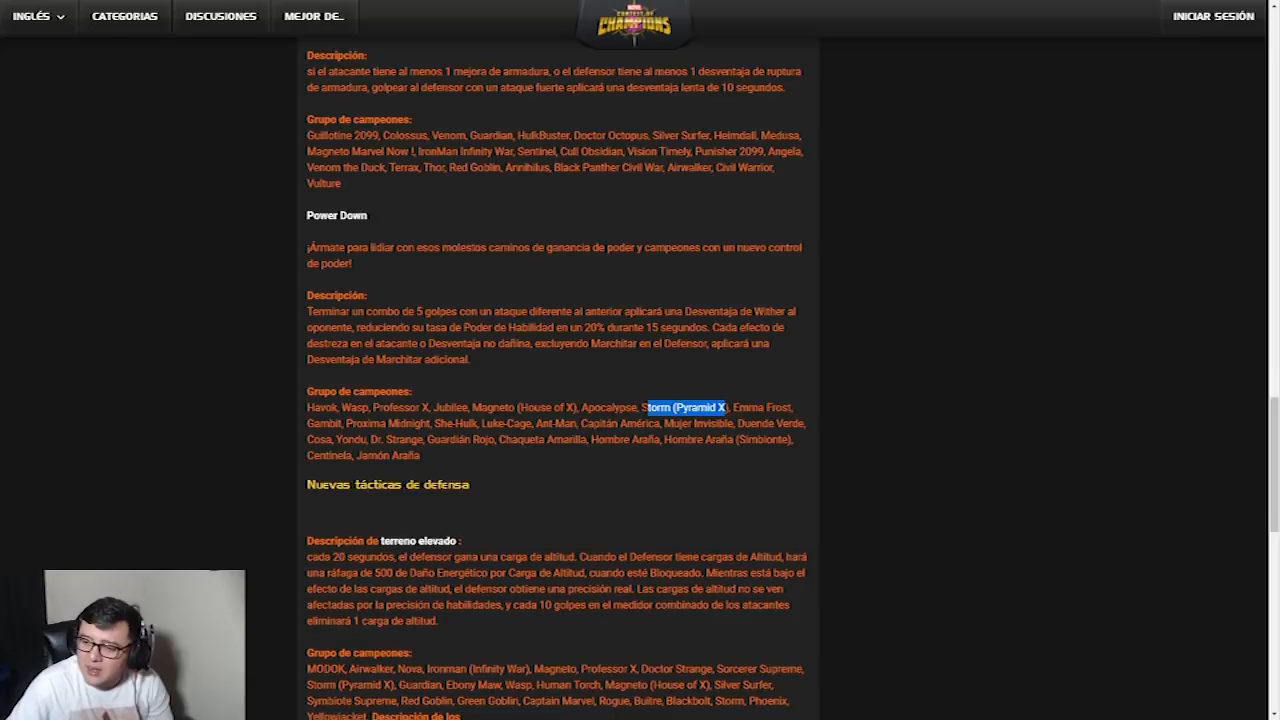 INGLÉS CATEGORIAS DISCUSIONES MEJOR DE... MARVEL CONTEST OF CHAMPIONS INICIAR SESIÓN
Descripción:
si el atacante tiene al menos 1 mejora de armadura, o el defensor tiene al menos 1 desventaja de ruptura
de armadura, golpear al defensor con un ataque fuerte aplicará una desventaja lenta de 10 segundos.
Grupo de campeones:
Guillotine 2099, Colossus, Venom, Guardian, HulkBuster, Doctor Octopus, Silver Surfer, Heimdall, Medusa,
Magneto Marvel Now !, IronMan Infinity War, Sentinel, Cull Obsidian, Vision Timely, Punisher 2099, Angela,
Venom the Duck, Terrax, Thor, Red Goblin, Annihilus, Black Panther Civil War, Airwalker, Civil Warrior,
Vulture
Power Down
¡Ármate para lidiar con esos molestos caminos de ganancia de poder y campeones con un nuevo control
de poder!
Descripción:
Terminar un combo de 5 golpes con un ataque diferente al anterior aplicará una Desventaja de Wither al
oponente, reduciendo su tasa de Poder de Habilidad en un 20% durante 15 segundos. Cada efecto de
destreza en el atacante o Desventaja no dañina, excluyendo Marchitar en el Defensor, aplicará una
Desventaja de Marchitar adicional.
Grupo de campeones:
Havok, Wasp, Professor X, Jubilee, Magneto (House of X), Apocalypse, Storm (Pyramid X), Emma Frost,
Gambit, Proxima Midnight, She-Hulk, Luke-Cage, Ant-Man, Capitán América, Mujer Invisible, Duende Verde,
Cosa, Yondu, Dr. Strange, Guardián Rojo, Chaqueta Amarilla, Hombre Araña, Hombre Araña (Simbionte),
Centinela, Jamón Araña
Nuevas tácticas de defensa
Descripción de terreno elevado :
cada 20 segundos, el defensor gana una carga de altitud. Cuando el Defensor tiene cargas de Altitud, hará
una ráfaga de 500 de Daño Energético por Carga de Altitud, cuando esté Bloqueado. Mientras está bajo el
efecto de las cargas de altitud, el defensor obtiene una precisión real. Las cargas de altitud no se ven
afectadas por la precisión de habilidades, y cada 10 golpes en el medidor combinado de los atacantes
eliminará 1 carga de altitud.
Grupo de campeones:
MODOK, Airwalker, Nova, Ironman (Infinity War), Magneto, Professor X, Doctor Strange, Sorcerer Supreme,
Storm (Pyramid X), Guardian, Ebony Maw, Wasp, Human Torch, Magneto (House of X), Silver Surfer,
Symbiote Supreme, Red Goblin, Green Goblin, Captain Marvel, Rogue, Buitre, Blackbolt, Storm, Phoenix,
Yellowjacket, Descripción de los